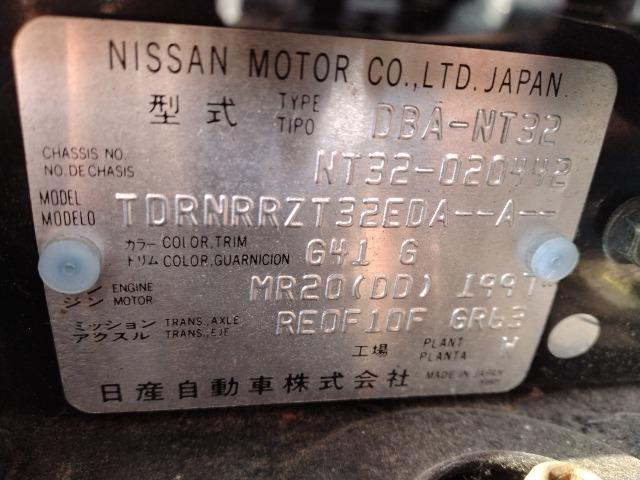 NISSAN MOTOR CO.,LTD. JAPAN.
型式 TYPE TIPO DBA-NT32
CHASSIS NO. NO.DE CHASIS NT32-020442
MODEL MODELO TDRNRRZT32EDA--A--
カラー COLOR,TRIM トリム COLOR,GUARNICION G41 G
ジン ENGINE MOTOR MR20(DD) 1997
ミッション TRANS.,AXLE アクスル TRANS.,EJE RE0F10F GR63
工場 PLANT PLANTA
MADE IN JAPAN
日産自動車株式会社